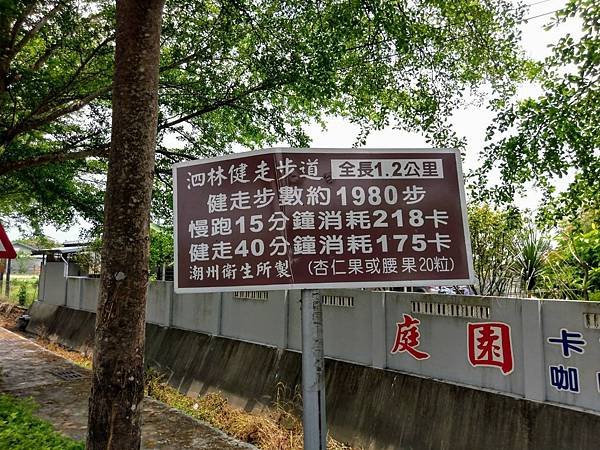 泗林健走步道 全長1.2公里
健走步數約1980步
慢跑15分鐘消耗218卡
健走40分鐘消耗175卡
潮州衛生所製 (杏仁果或腰果20粒)
庭園
卡
咖